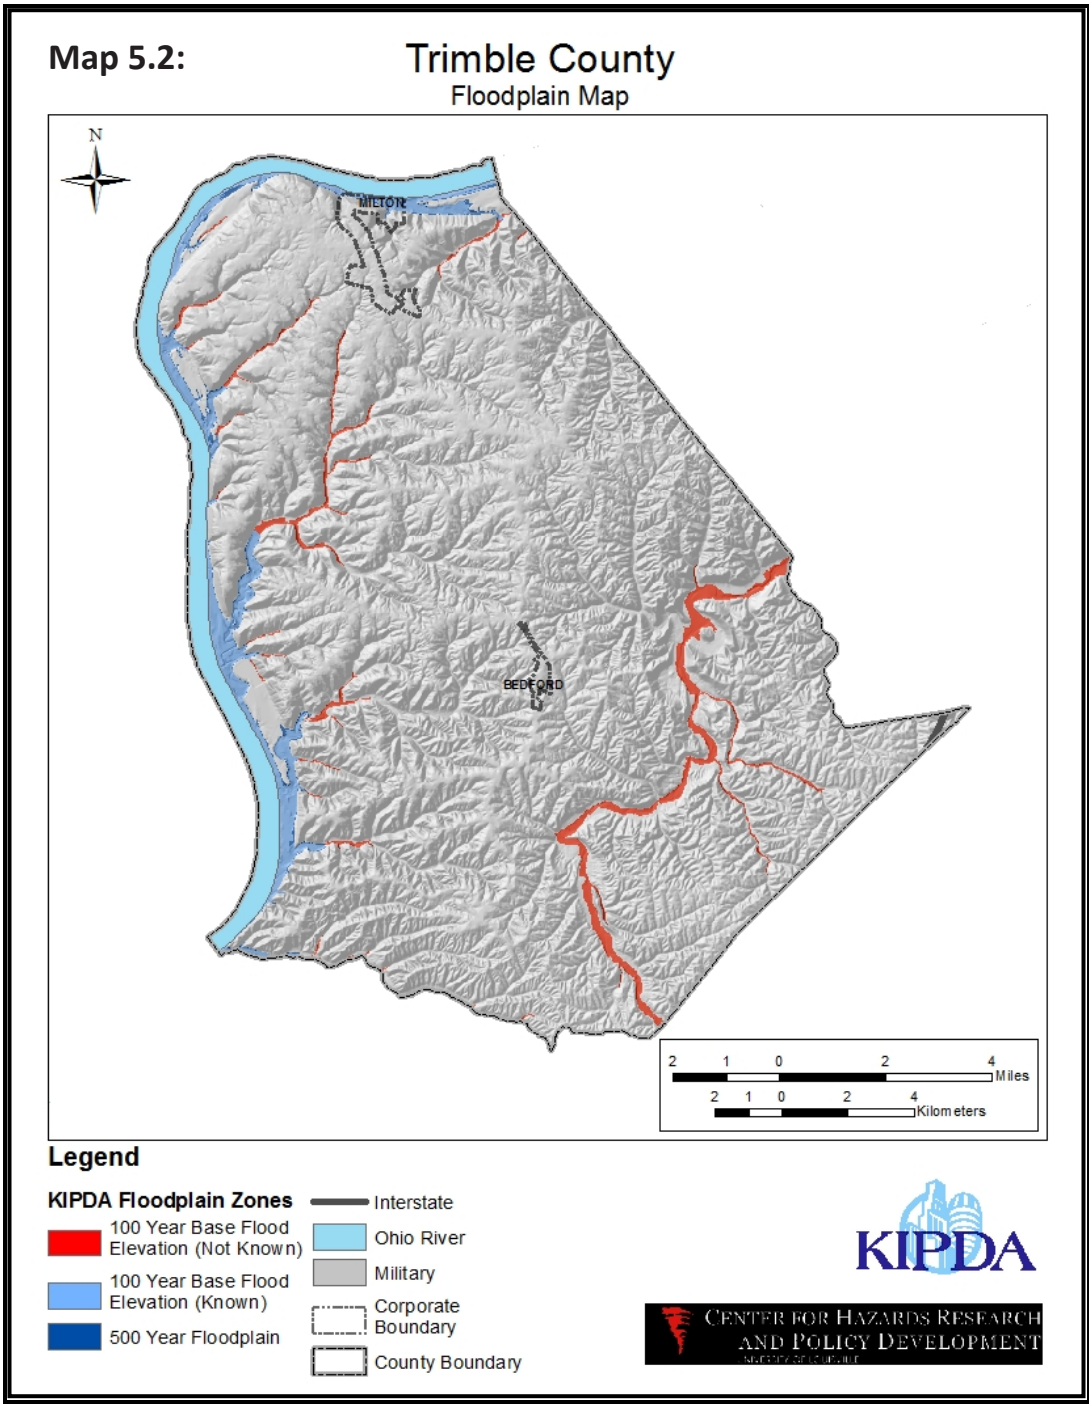 Map 5.2:
Trimble County
Floodplain Map
N
MILTON
BEDFORD
2 1 0 2 4
Miles
2 1 0 2 4
Kilometers
Legend
KIPDA Floodplain Zones
100 Year Base Flood
Elevation (Not Known)
100 Year Base Flood
Elevation (Known)
500 Year Floodplain
Interstate
Ohio River
Military
Corporate
Boundary
County Boundary
KIPDA
CENTER FOR HAZARDS RESEARCH
AND POLICY DEVELOPMENT
UNIVERSITY OF LOUISVILLE